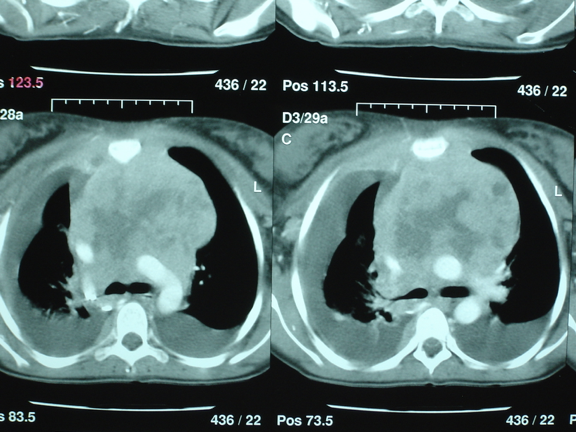 s 123.5
436 / 22
Pos 113.5
436 / 22
28a
L
D3/29a
C
L
s 83.5
436 / 22
Pos 73.5
436 / 22
P